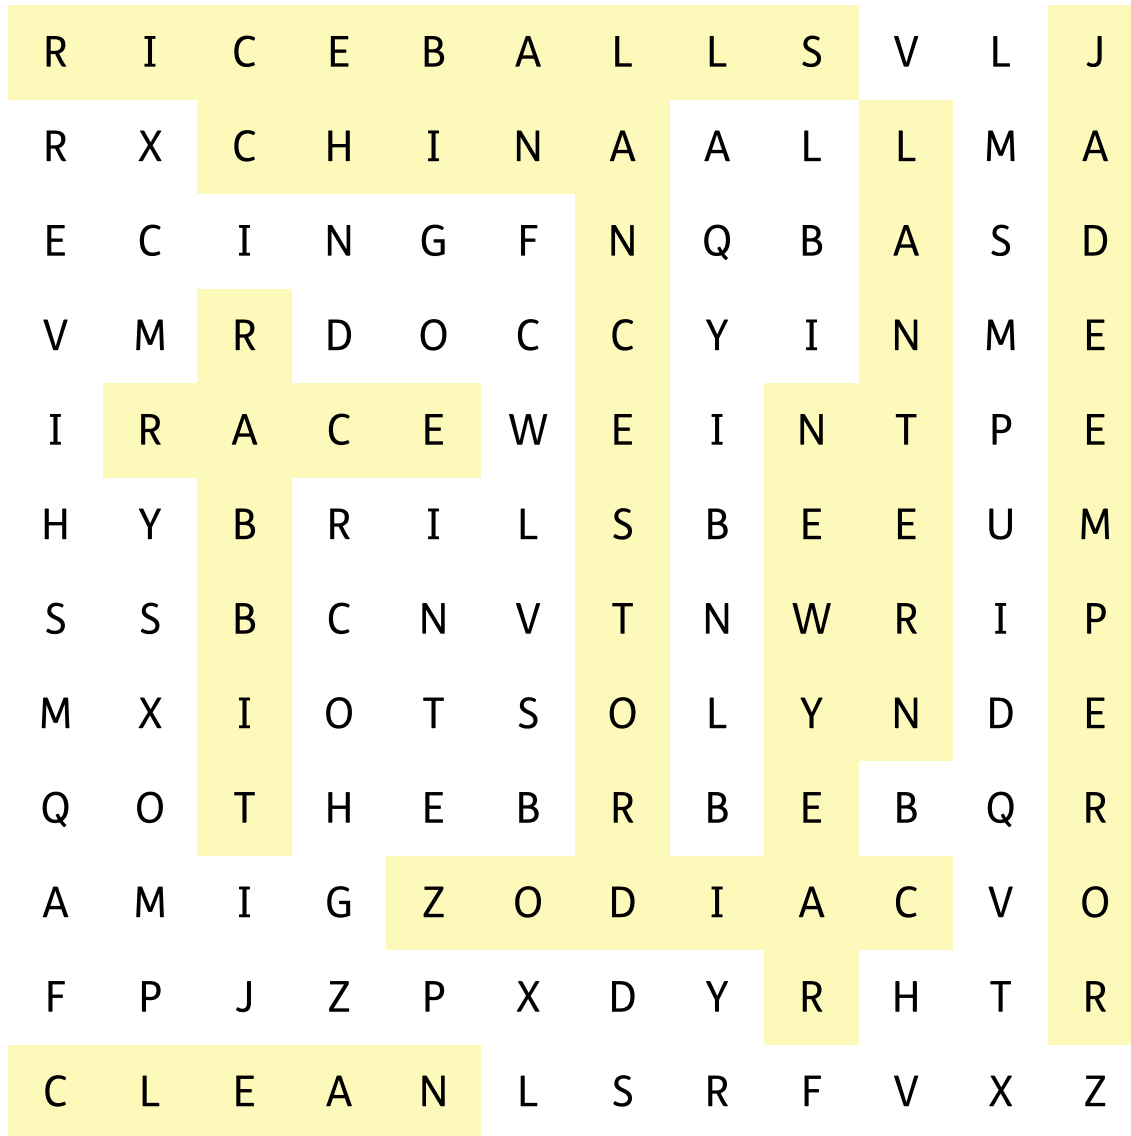 R I C E B A L L S V L J
R X C H I N A A L L M A
E C I N G F N Q B A S D
V M R D O C C Y I N M E
I R A C E W E I N T P E
H Y B R I L S B E E U M
S S B C N V T N W R I P
M X I O T S O L Y N D E
Q O T H E B R B E B Q R
A M I G Z O D I A C V O
F P J Z P X D Y R H T R
C L E A N L S R F V X Z